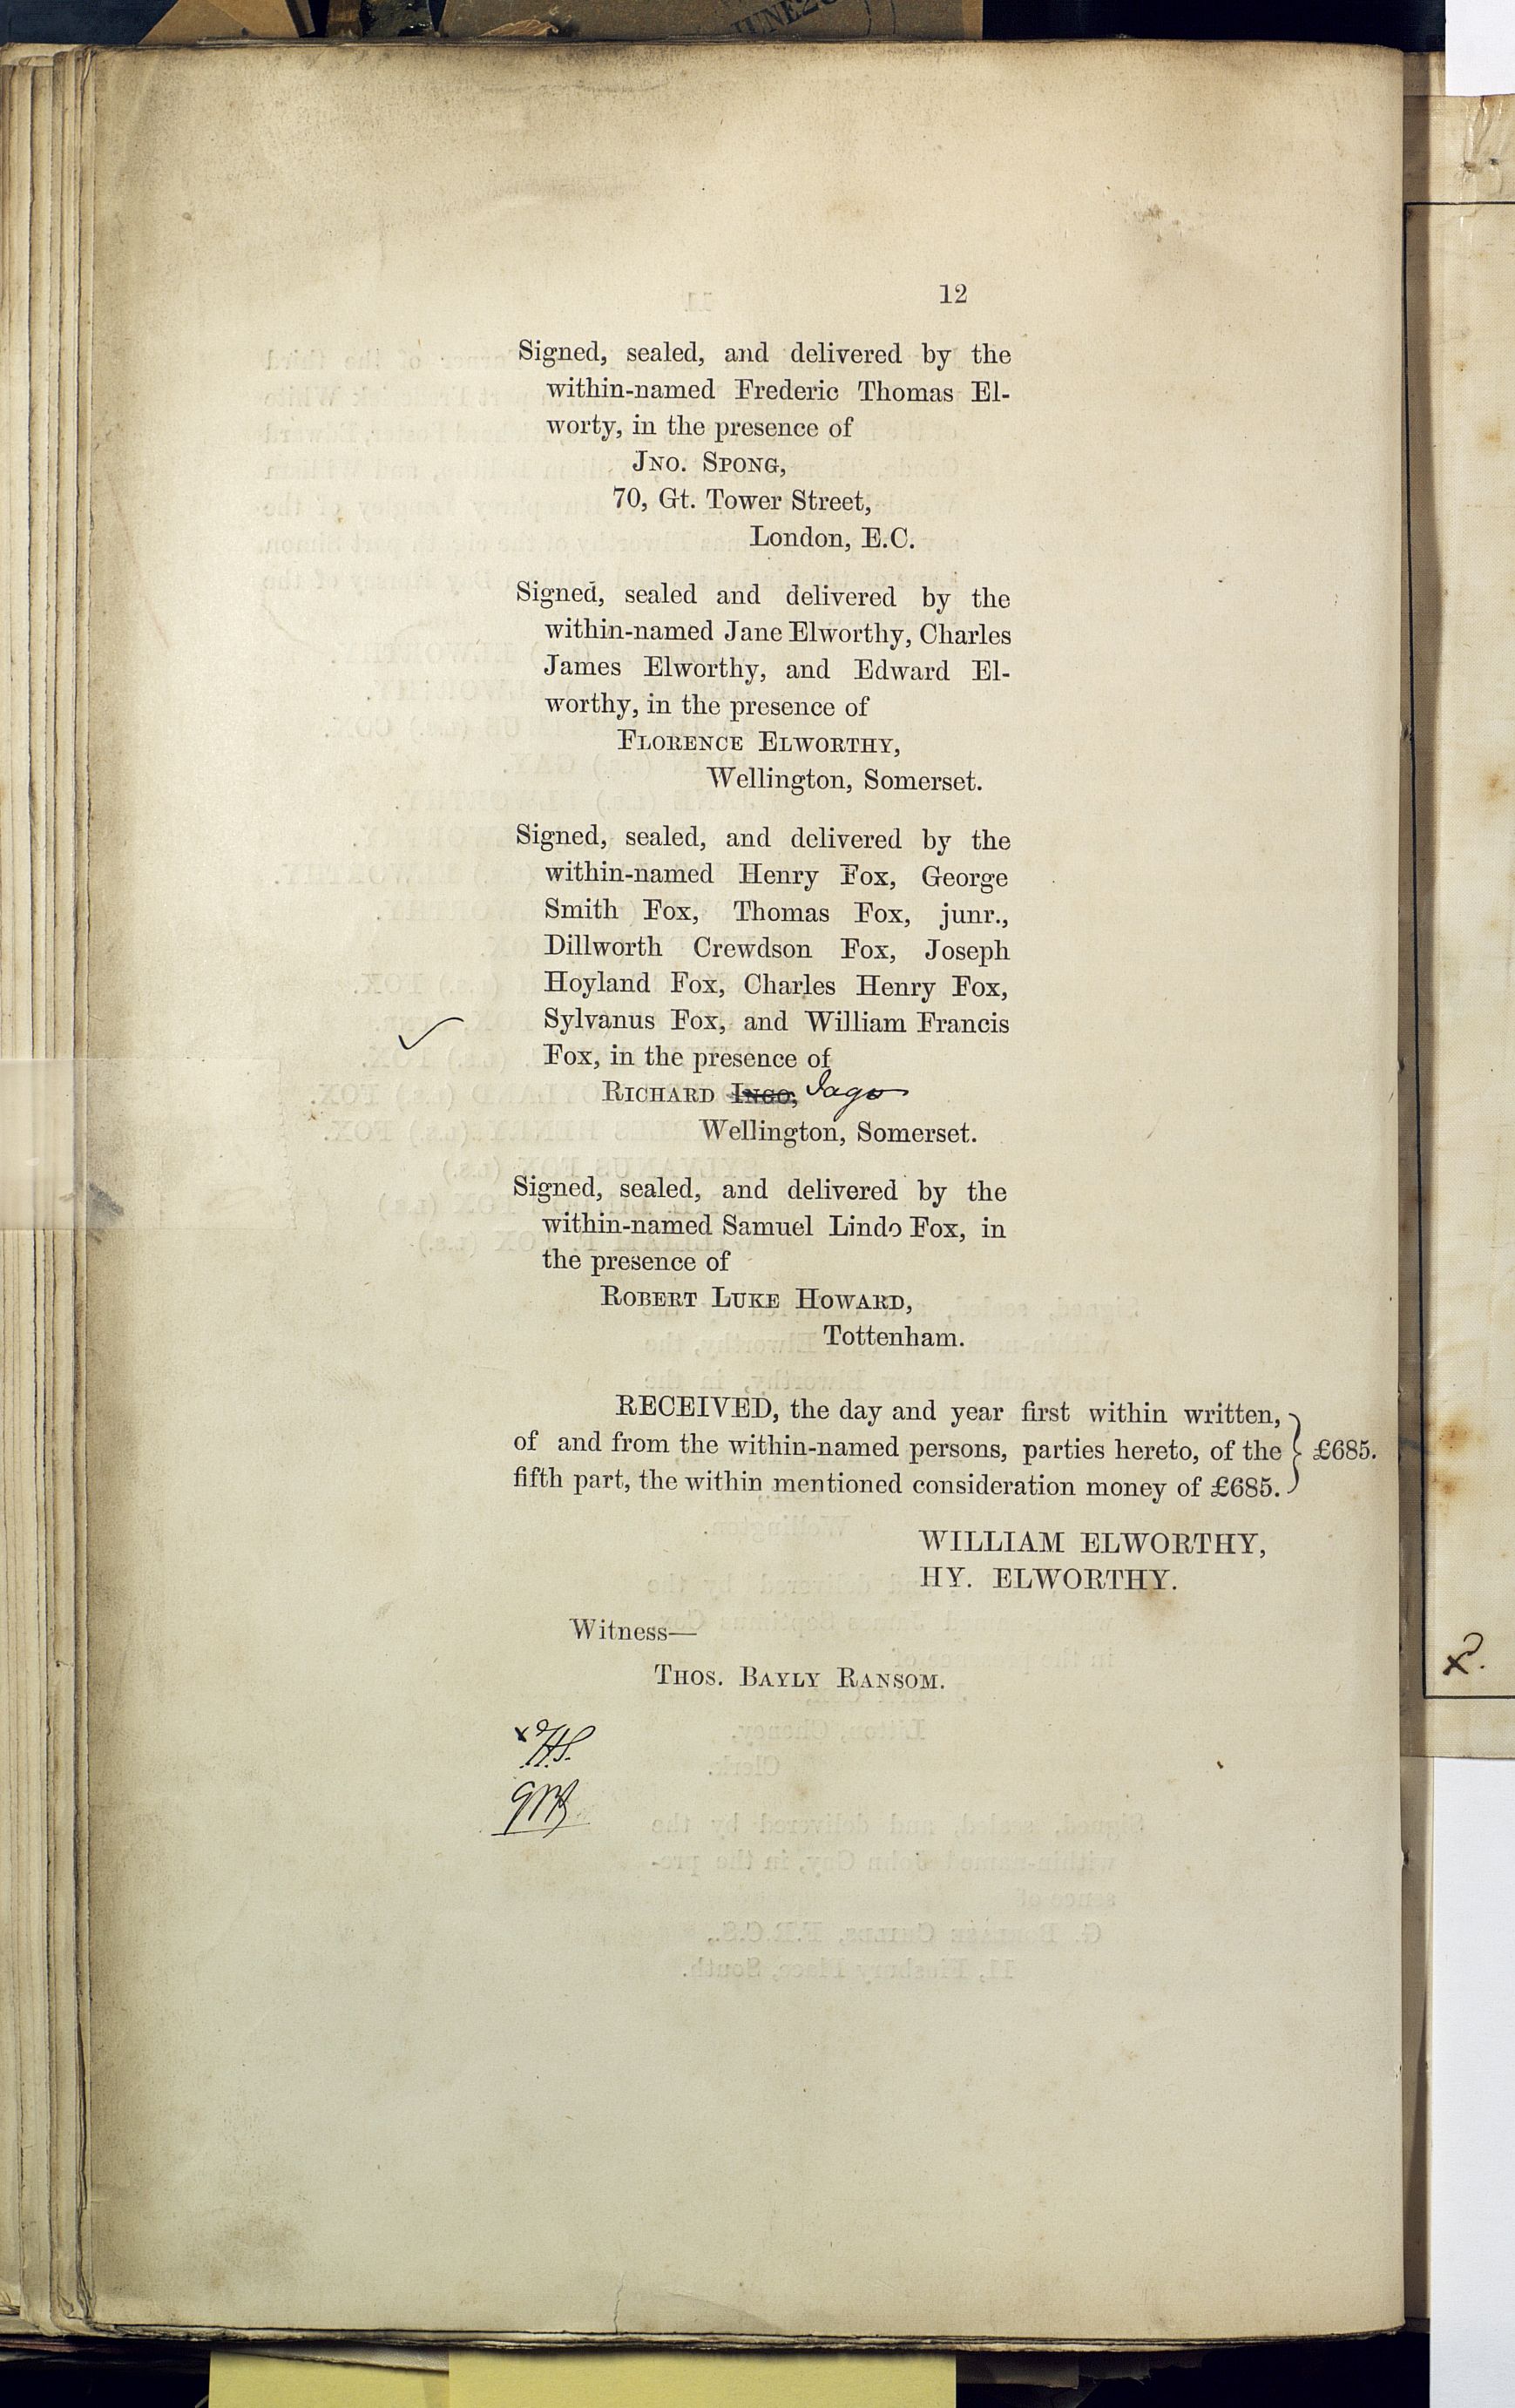 JUNE
12
Signed, sealed, and delivered by the
within-named Frederic Thomas El-
worty, in the presence of
JNO. SPONG,
70, Gt. Tower Street,
London, E.C.
Signed, sealed and delivered by the
within-named Jane Elworthy, Charles
James Elworthy, and Edward El-
worthy, in the presence of
FLORENCE ELWORTHY,
Wellington, Somerset.
Signed, sealed, and delivered by the
within-named Henry Fox, George
Smith Fox, Thomas Fox, junr.,
Dillworth Crewdson Fox, Joseph
Hoyland Fox, Charles Henry Fox,
Sylvanus Fox, and William Francis
Fox, in the presence of
RICHARD INGO, Jago
Wellington, Somerset.
Signed, sealed, and delivered by the
within-named Samuel Lindo Fox, in
the presence of
ROBERT LUKE HOWARD,
Tottenham.
RECEIVED, the day and year first within written,
of and from the within-named persons, parties hereto, of the } £685.
fifth part, the within mentioned consideration money of £685.
WILLIAM ELWORTHY,
HY. ELWORTHY.
Witness—
THOS. BAYLY RANSOM.